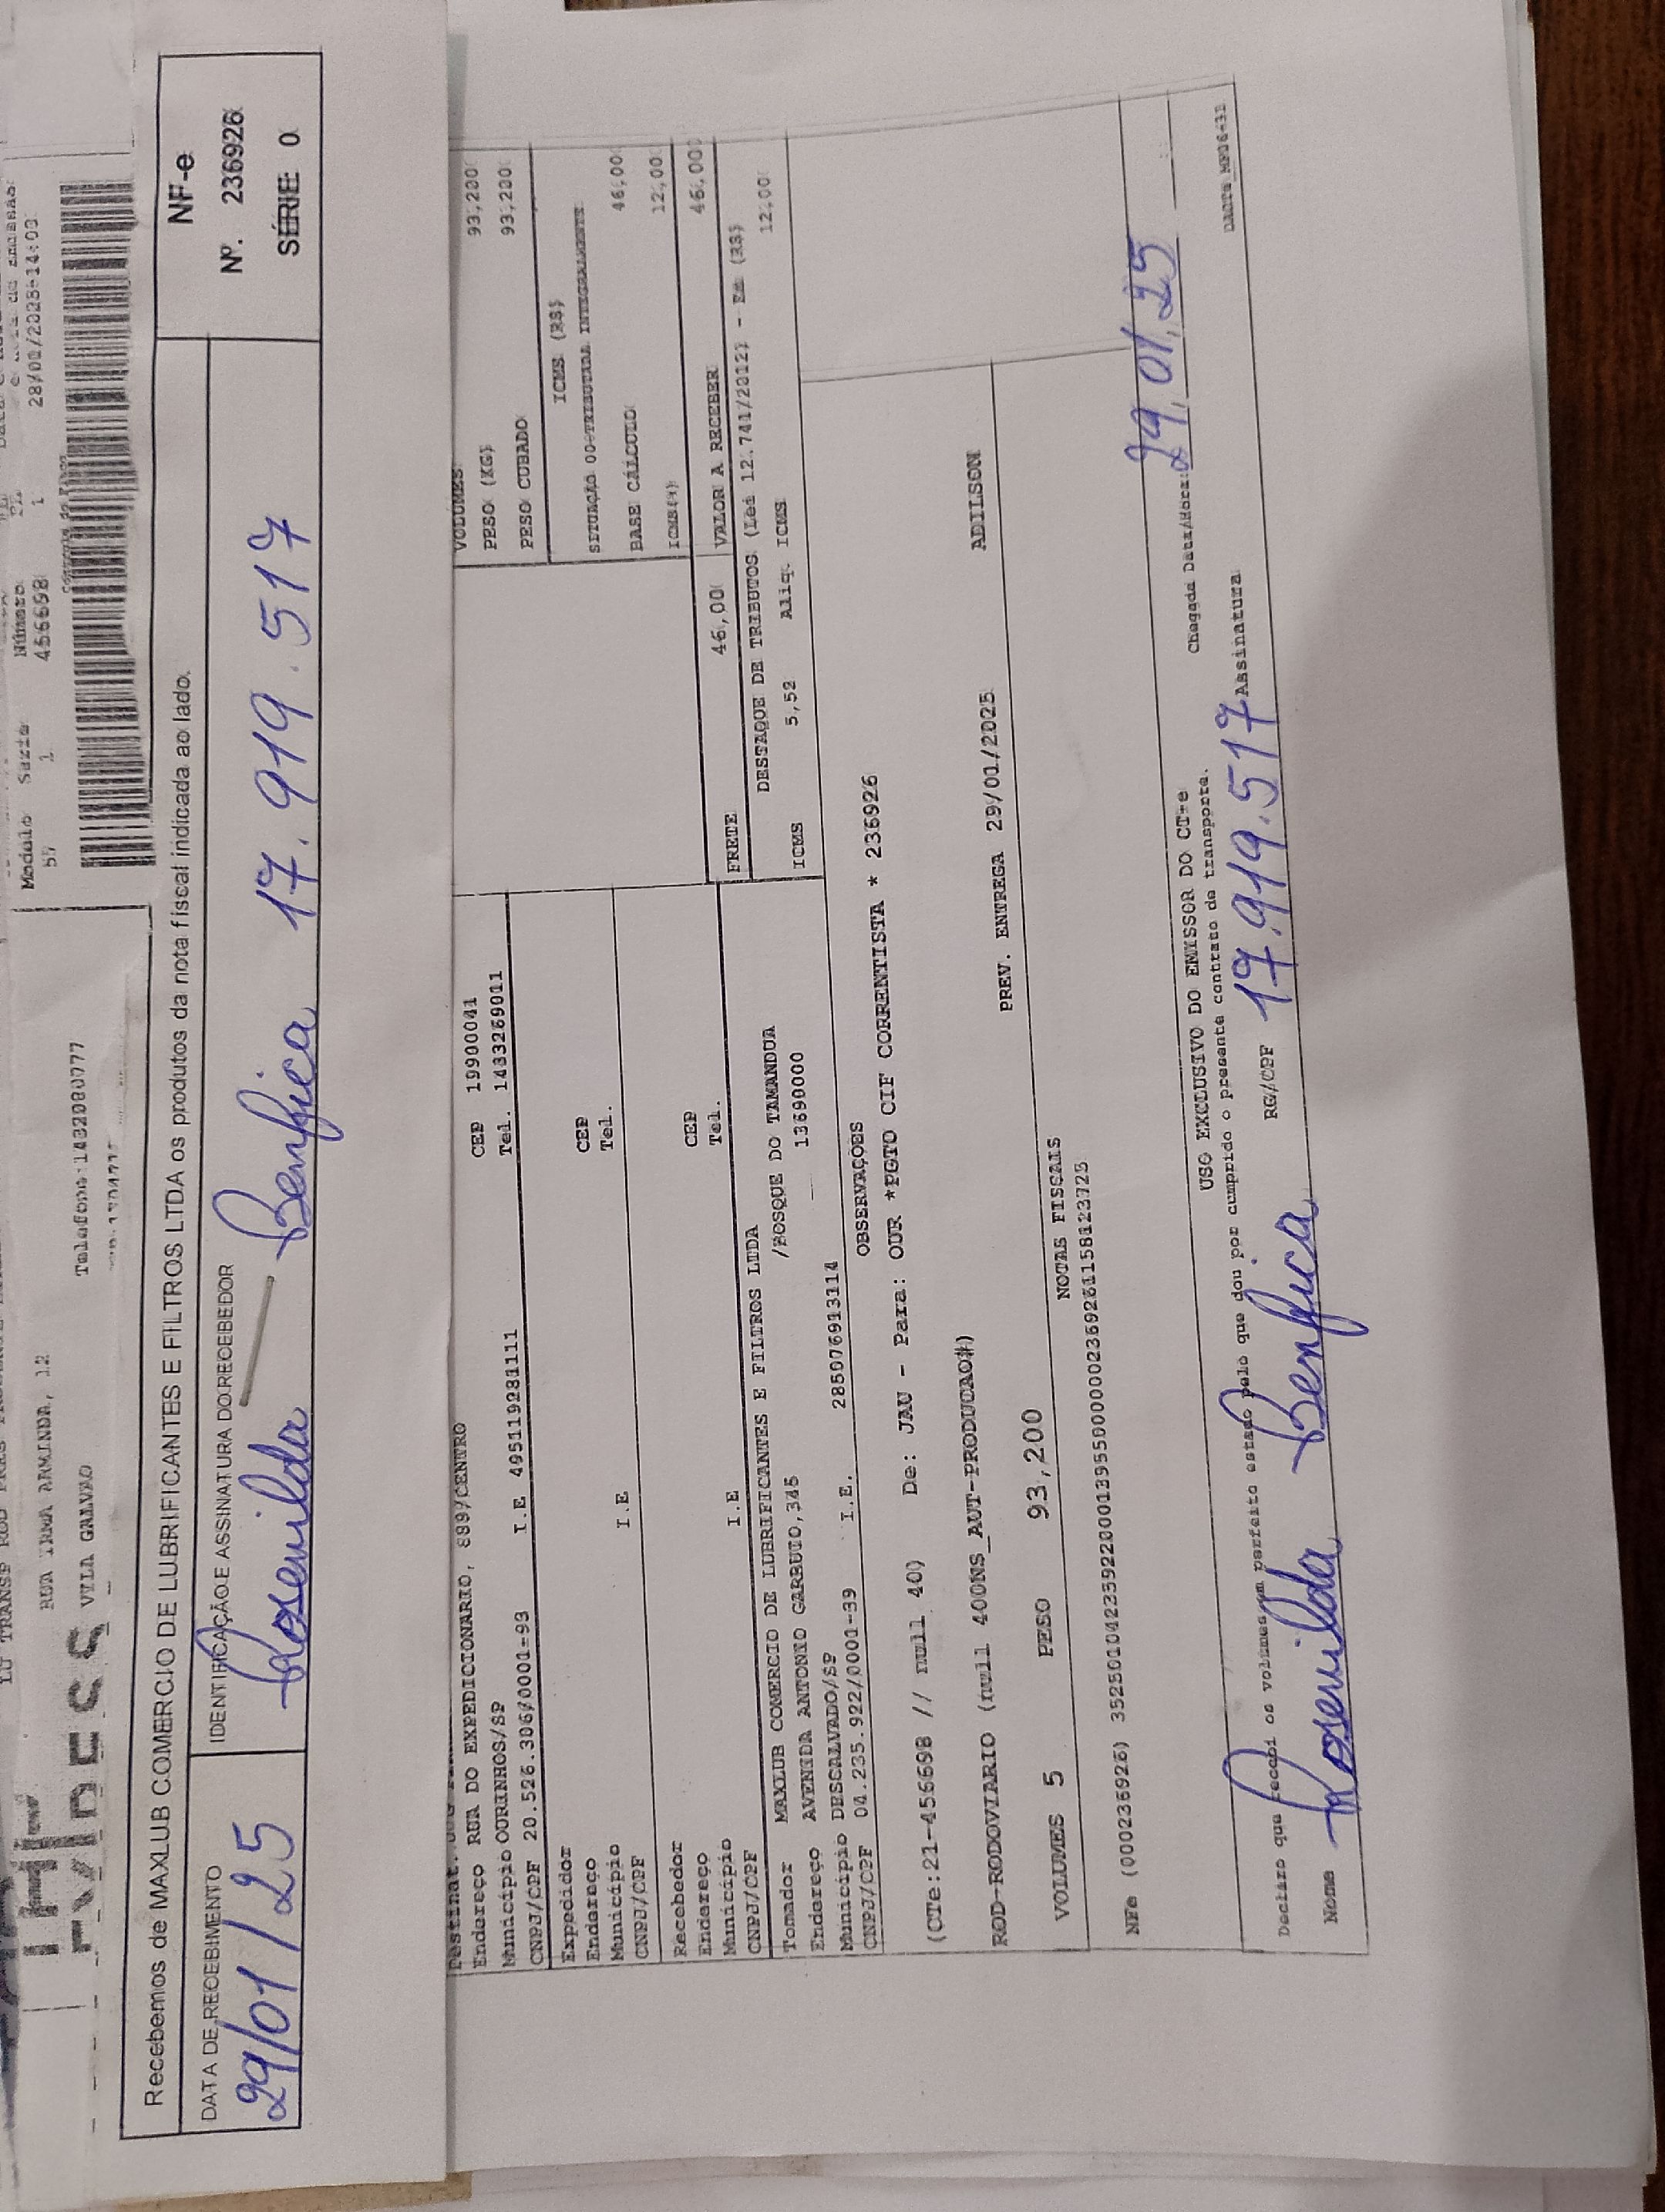 RUA IRMA ARMINDA, 12
VILA GALVAO
Telefone:1432080777
Modulo Serie Número
57 1 456698 1 28/01/2025-14:03
Recebemos de MAXLUB COMERCIO DE LUBRIFICANTES E FILTROS LTDA os produtos da nota fiscal indicada ao lado.
NF-e
Nº. 236926
SÉRIE: 0
DATA DE RECEBIMENTO
IDENTIFICAÇÃO E ASSINATURA DO RECEBEDOR
29/01/25
Rosenilda Benfica 17.919.517
Destinat.
Endereço RUA DO EXPEDICIONARIO, 889/CENTRO CEP 19900041
Município OURINHOS/SP Tel. 1433269011
CNPJ/CPF 20.526.306/0001-93 I.E 495119281111
Expedidor
Endereço CEP
Município Tel.
CNPJ/CPF I.E
Recebedor
Endereço CEP
Município Tel.
CNPJ/CPF I.E
Tomador MAXLUB COMERCIO DE LUBRIFICANTES E FILTROS LTDA
Endereço AVENIDA ANTONIO GARBUTO,345 /BOSQUE DO TAMANDUA
Município DESCALVADO/SP 13690000
CNPJ/CPF 04.235.922/0001-39 I.E. 285076913114
VOLUMES
PESO (KG) 93,200
PESO CUBADO 93,200
ICMS (R$)
SITUAÇÃO 00-TRIBUTADA INTEGRALMENTE
BASE CÁLCULO 46,00
ICMS(%) 12,00
FRETE 46,00 VALOR A RECEBER 46,00
DESTAQUE DE TRIBUTOS (Lei 12.741/2012) - Em (R$)
ICMS 5,52 Aliq. ICMS 12,00
OBSERVAÇÕES
(CTe:21-456698 // null 40) De: JAU - Para: OUR *PGTO CIF CORRENTISTA * 236926
ROD-RODOVIARIO (null 400NS_AUT-PRODUCAO#) PREV. ENTREGA 29/01/2025 ADILSON
VOLUMES 5 PESO 93,200
NOTAS FISCAIS
NFe (000236926) 35250104235922000139550000002369261158123725
USO EXCLUSIVO DO EMISSOR DO CT-e
Declaro que recebi os volumes em perfeito estado pelo que dou por cumprido o presente contrato de transporte.
Chegada Data/Hora: 29,01,25
Nome Rosenilda Benfica RG/CPF 17.919.517 Assinatura